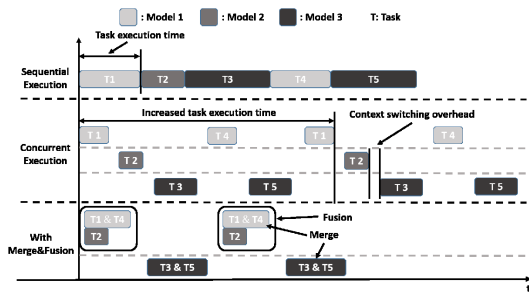 : Model 1 : Model 2 : Model 3 T: Task
Task execution time
Sequential
Execution
T1 T2 T3 T4 T5
Increased task execution time
Context switching overhead
Concurrent
Execution
T 1 T 4 T 1 T 4
T 2 T 2
T 3 T 5 T 3 T 5
With
Merge&Fusion
T1 & T4 T1 & T4
T2 T2
Fusion
Merge
T3 & T5 T3 & T5
t